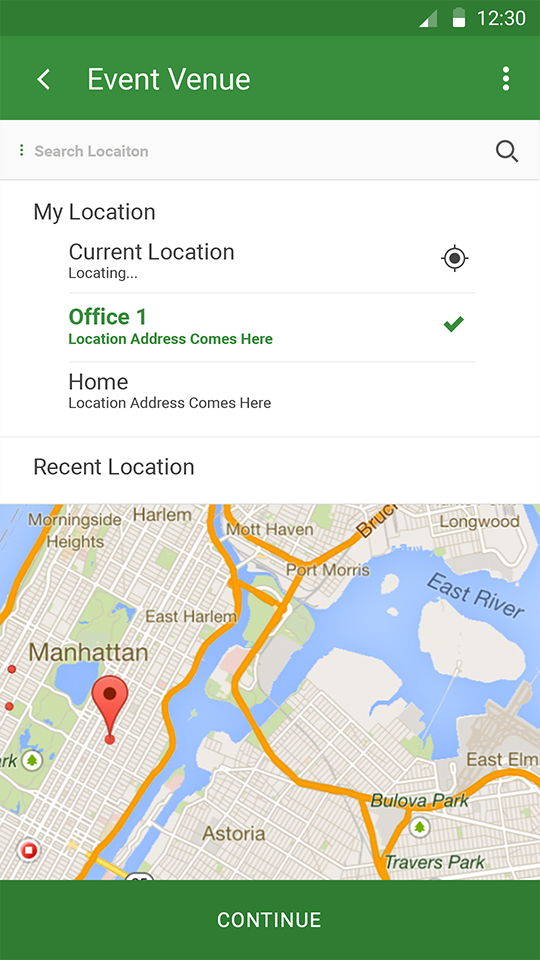 12:30
Event Venue
Search Locaiton
My Location
Current Location
Locating...
Office 1
Location Address Comes Here
Home
Location Address Comes Here
Recent Location
Morningside
Heights
Harlem
Mott Haven
Bruc
Longwood
Port Morris
East River
East Harlem
Manhattan
ark
East Elm
Bulova Park
Astoria
Travers Park
CONTINUE